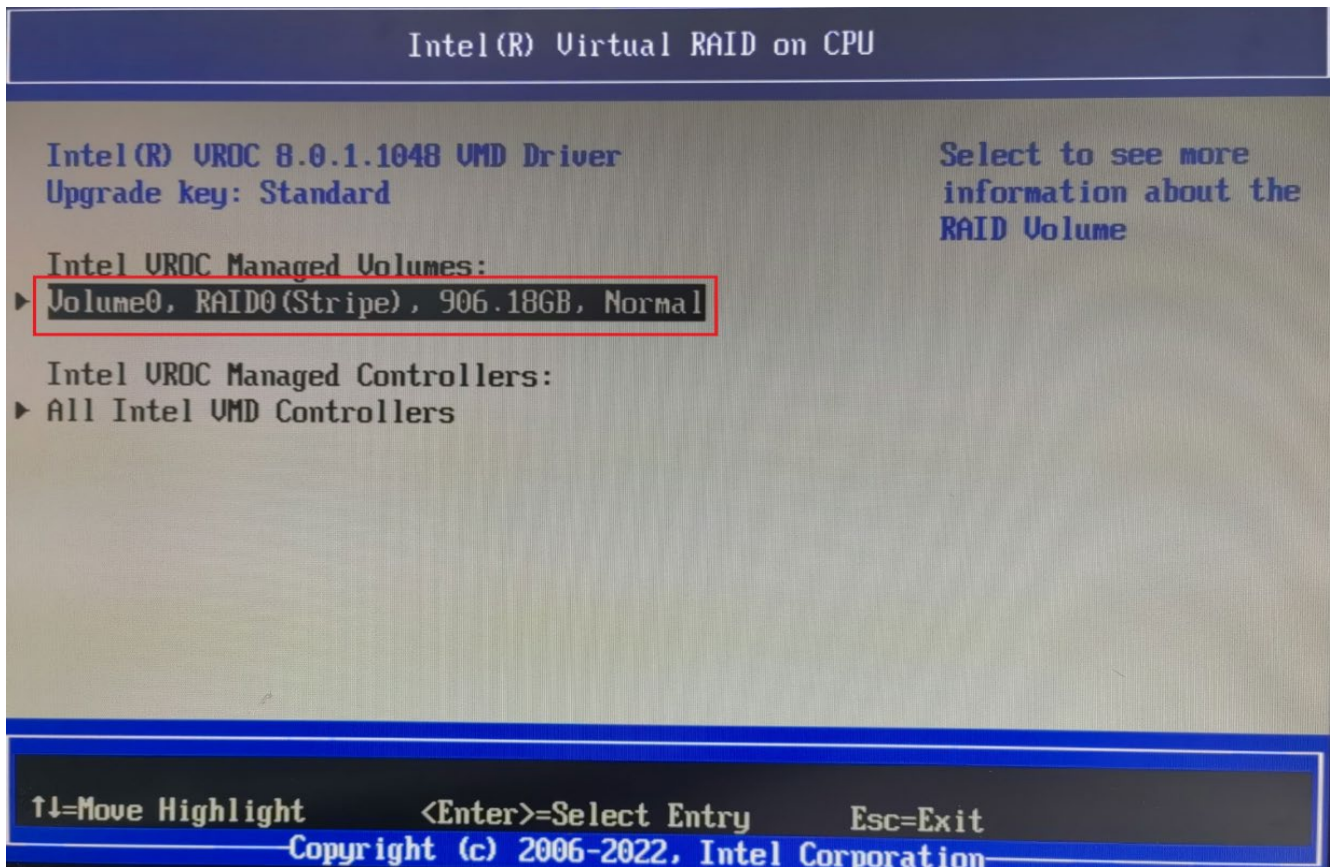 Intel(R) Virtual RAID on CPU
Intel(R) VROC 8.0.1.1048 VMD Driver
Upgrade key: Standard
Select to see more
information about the
RAID Volume
Intel VROC Managed Volumes:
Volume0, RAID0(Stripe), 906.18GB, Normal
Intel VROC Managed Controllers:
All Intel VMD Controllers
↑↓=Move Highlight <Enter>=Select Entry Esc=Exit
Copyright (c) 2006-2022, Intel Corporation